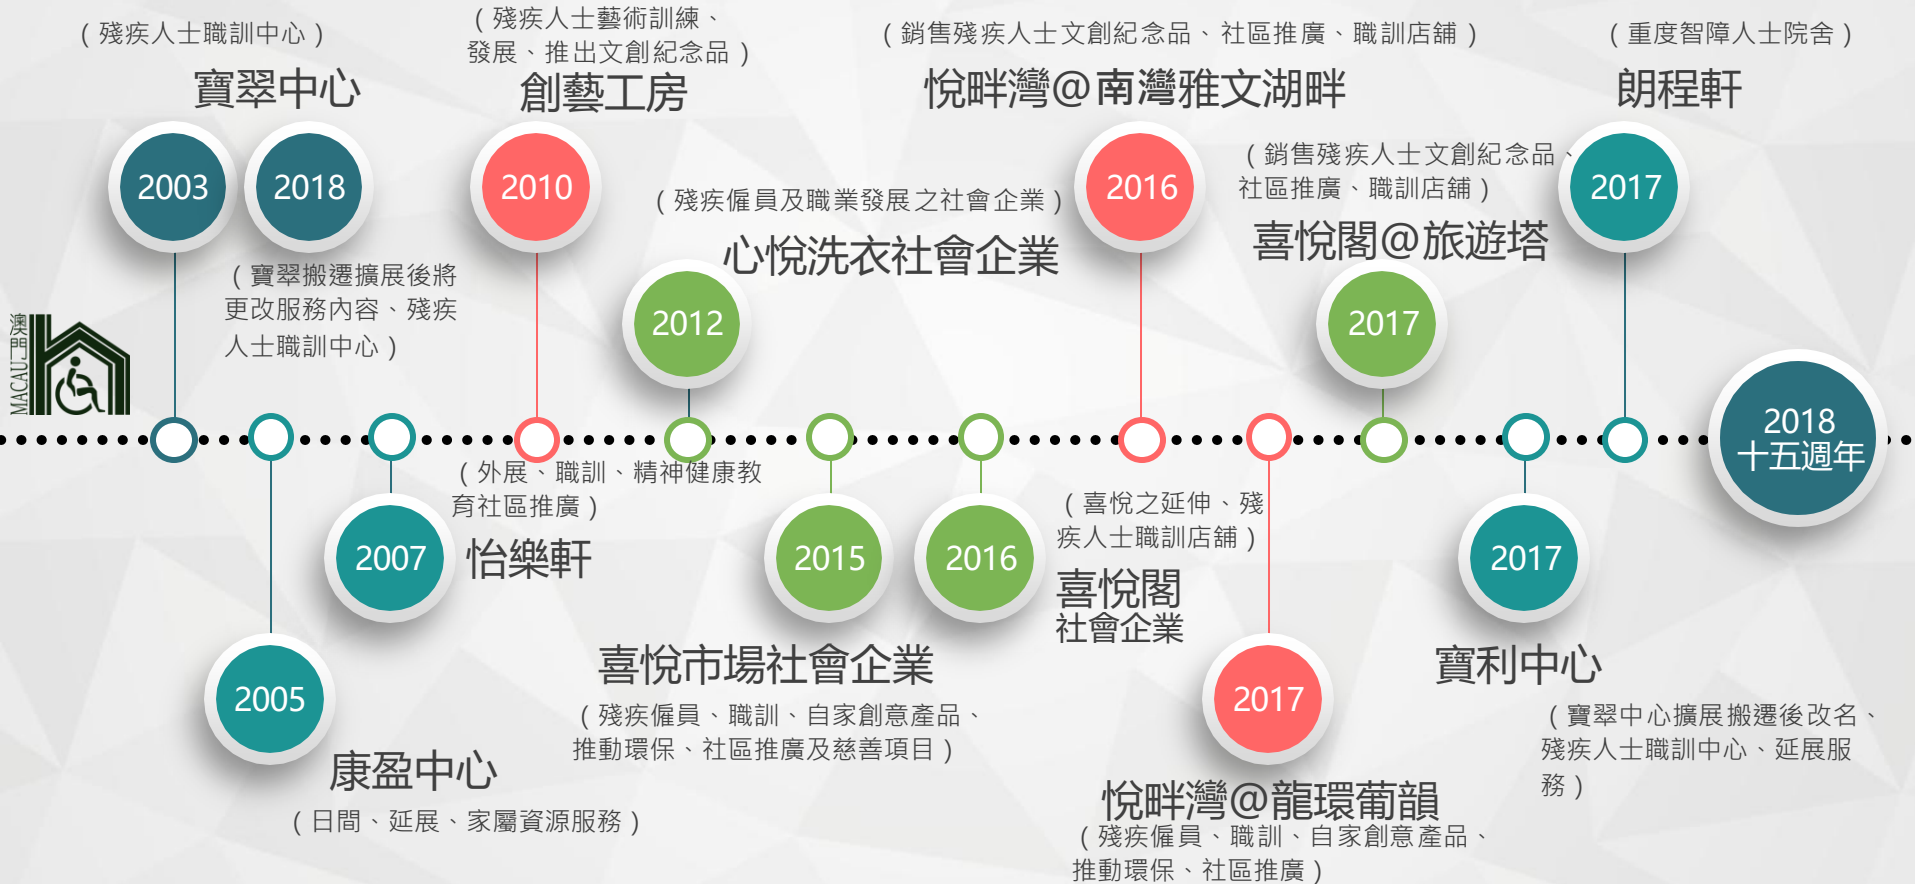 （殘疾人士職訓中心）
寶翠中心
2003
2018
（寶翠搬遷擴展後將
更改服務內容、殘疾
人士職訓中心）
（殘疾人士藝術訓練、
發展、推出文創紀念品）
創藝工房
2010
（殘疾僱員及職業發展之社會企業）
心悅洗衣社會企業
2012
（銷售殘疾人士文創紀念品、社區推廣、職訓店舖）
悅畔灣@南灣雅文湖畔
2016
（銷售殘疾人士文創紀念品、
社區推廣、職訓店舖）
喜悅閣@旅遊塔
2017
（重度智障人士院舍）
朗程軒
2017
澳門
MACAU
2018
十五週年
2005
康盈中心
（日間、延展、家屬資源服務）
（外展、職訓、精神健康教
育社區推廣）
2007
怡樂軒
2015
喜悅市場社會企業
（殘疾僱員、職訓、自家創意產品、
推動環保、社區推廣及慈善項目）
2016
（喜悅之延伸、殘
疾人士職訓店舖）
喜悅閣
社會企業
2017
悅畔灣@龍環葡韻
（殘疾僱員、職訓、自家創意產品、
推動環保、社區推廣）
2017
寶利中心
（寶翠中心擴展搬遷後改名、
殘疾人士職訓中心、延展服
務）